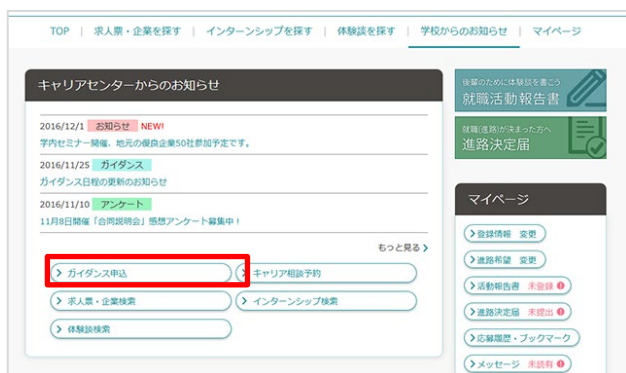 TOP | 求人票・企業を探す | インターンシップを探す | 体験談を探す | 学校からのお知らせ | マイページ
キャリアセンターからのお知らせ
2016/12/1 お知らせ NEW!
学内セミナー開催、地元の優良企業50社参加予定です。
2016/11/25 ガイダンス
ガイダンス日程の更新のお知らせ
2016/11/10 アンケート
11月8日開催「合同説明会」感想アンケート募集中!
もっと見る
ガイダンス申込
キャリア相談予約
求人票・企業検索
インターンシップ検索
体験談検索
後輩のために体験談を書こう
就職活動報告書
就職(進路)が決まった方へ
進路決定届
マイページ
登録情報 変更
進路希望 変更
活動報告書 未登録
進路決定届 未提出
応募履歴・ブックマーク
メッセージ 未読有